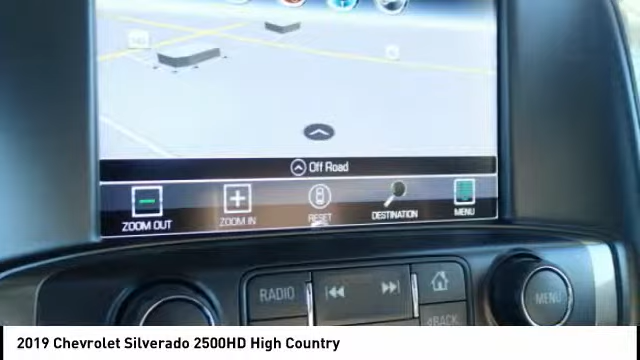 Off Road
ZOOM OUT
ZOOM IN
RESET
DESTINATION
MENU
RADIO
MENU
BACK
2019 Chevrolet Silverado 2500HD High Country